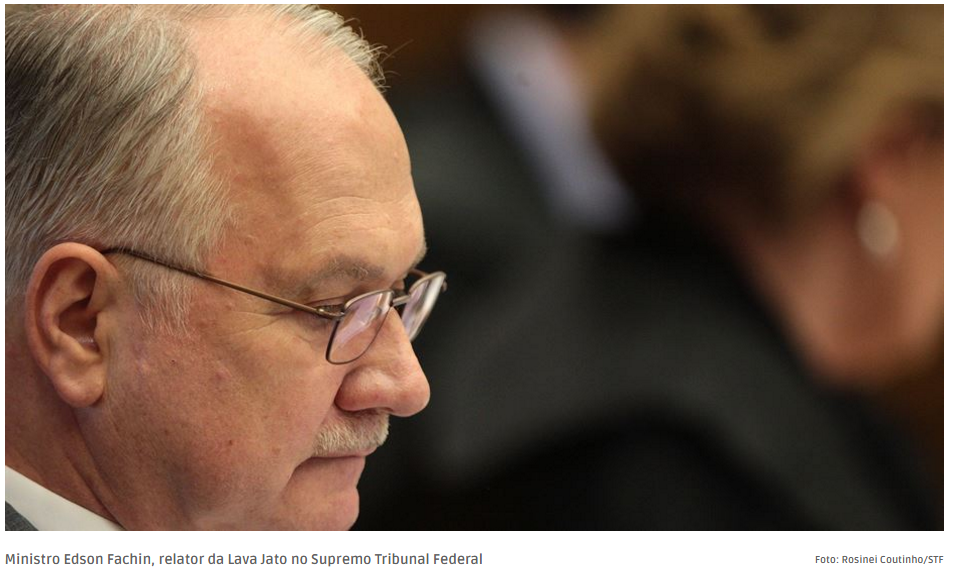 Ministro Edson Fachin, relator da Lava Jato no Supremo Tribunal Federal
Foto: Rosinei Coutinho/STF